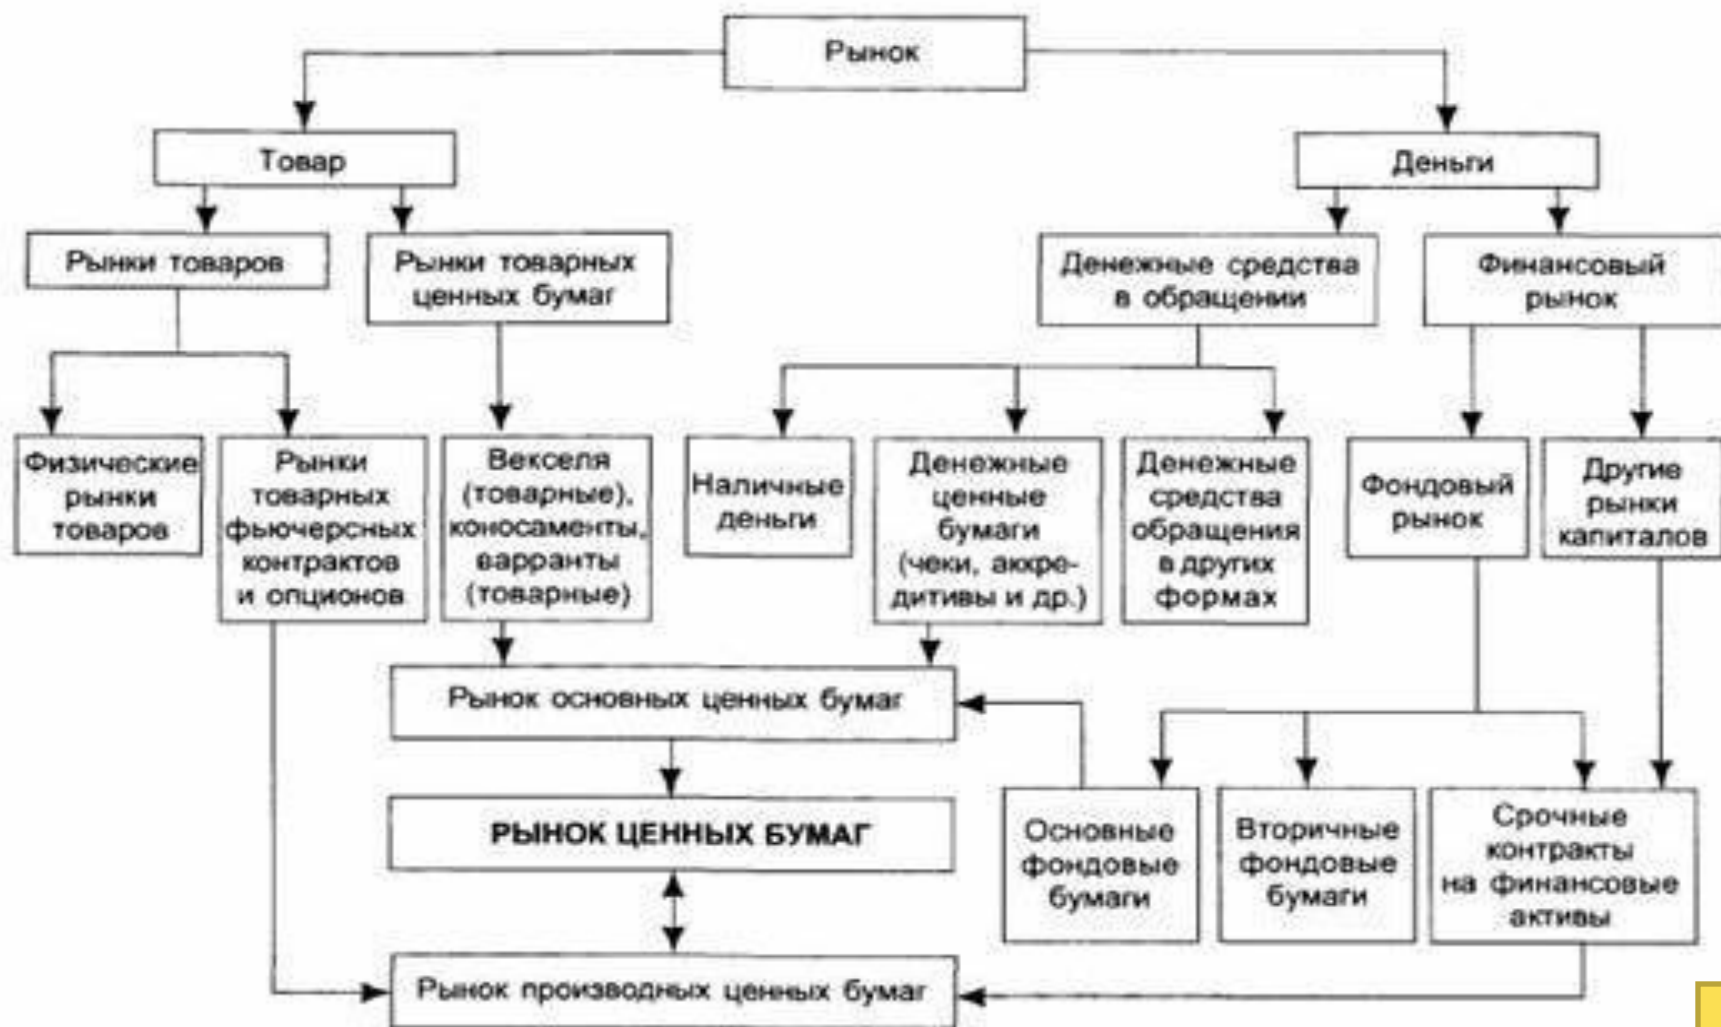 Рынок
Товар
Деньги
Рынки товаров
Рынки товарных
ценных бумаг
Денежные средства
в обращении
Финансовый
рынок
Физические
рынки
товаров
Рынки
товарных
фьючерсных
контрактов
и опционов
Векселя
(товарные),
коносаменты,
варранты
(товарные)
Наличные
деньги
Денежные
ценные
бумаги
(чеки, аккре-
дитивы и др.)
Денежные
средства
обращения
в других
формах
Фондовый
рынок
Другие
рынки
капиталов
Рынок основных ценных бумаг
РЫНОК ЦЕННЫХ БУМАГ
Основные
фондовые
бумаги
Вторичные
фондовые
бумаги
Срочные
контракты
на финансовые
активы
Рынок производных ценных бумаг